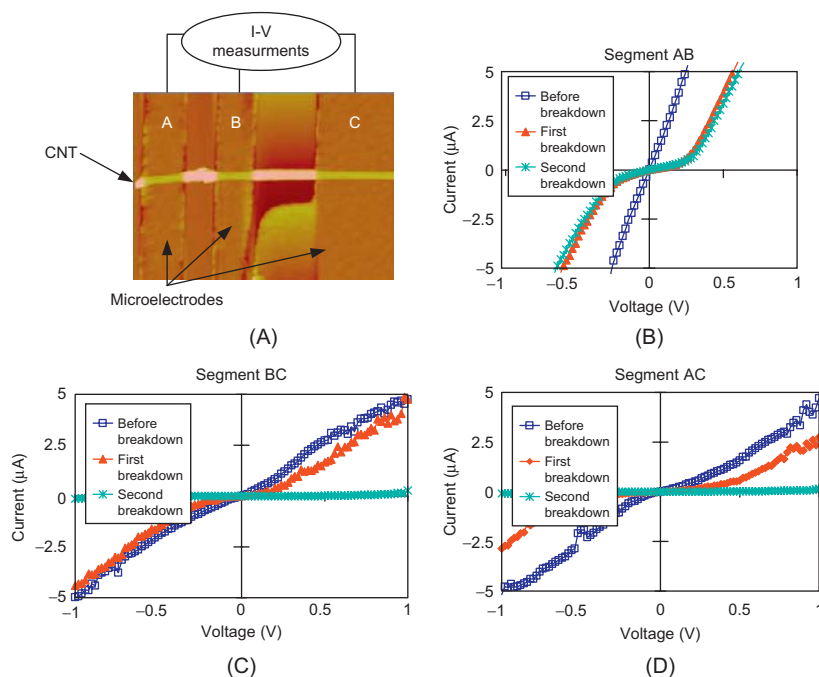 I-V
measurments
A
B
C
CNT
Microelectrodes
(A)
Segment AB
5
2.5
0
−2.5
−5
Current (μA)
Before
breakdown
First
breakdown
Second
breakdown
−1
−0.5
0
0.5
1
Voltage (V)
(B)
Segment BC
5
2.5
0
−2.5
−5
Current (μA)
Before
breakdown
First
breakdown
Second
breakdown
−1
−0.5
0
0.5
1
Voltage (V)
(C)
Segment AC
5
2.5
0
−2.5
−5
Current (μA)
Before
breakdown
First
breakdown
Second
breakdown
−1
−0.5
0
0.5
1
Voltage (V)
(D)